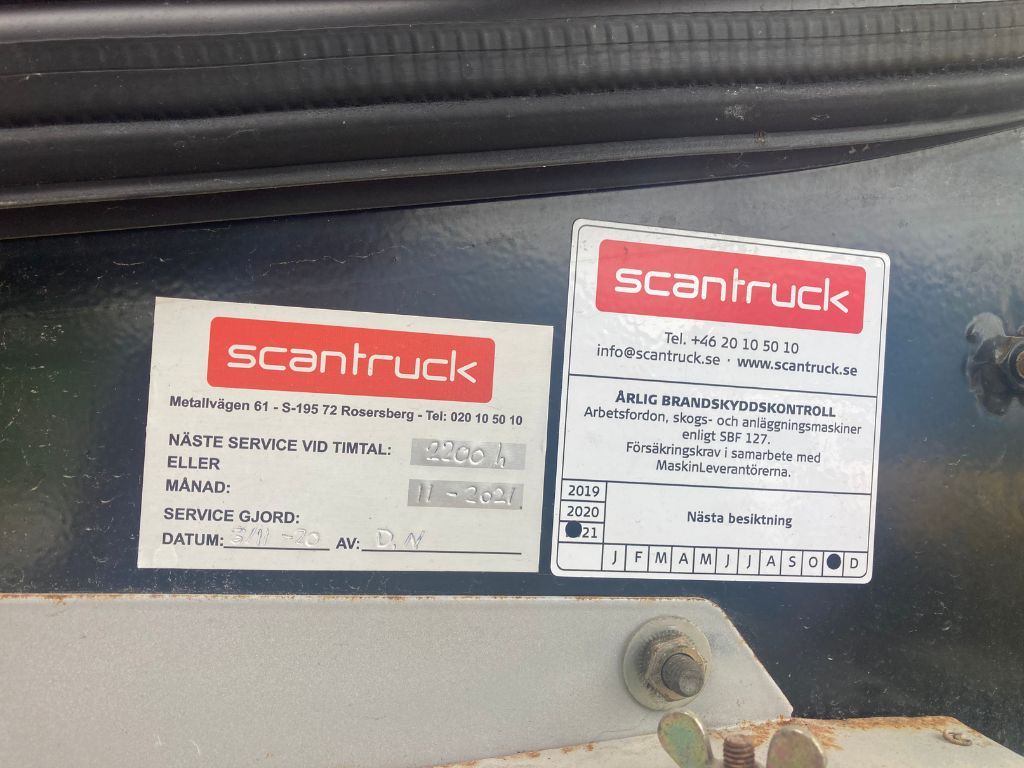 scantruck
Metallvägen 61 - S-195 72 Rosersberg - Tel: 020 10 50 10
NÄSTE SERVICE VID TIMTAL: 2200 h
ELLER
MÅNAD: 11-2021
SERVICE GJORD:
DATUM: 3/11-20 AV: D.N
scantruck
Tel. +46 20 10 50 10
info@scantruck.se · www.scantruck.se
ÅRLIG BRANDSKYDDSKONTROLL
Arbetsfordon, skogs- och anläggningsmaskiner
enligt SBF 127.
Försäkringskrav i samarbete med
MaskinLeverantörerna.
2019
2020
21
Nästa besiktning
J F M A M J J A S O D